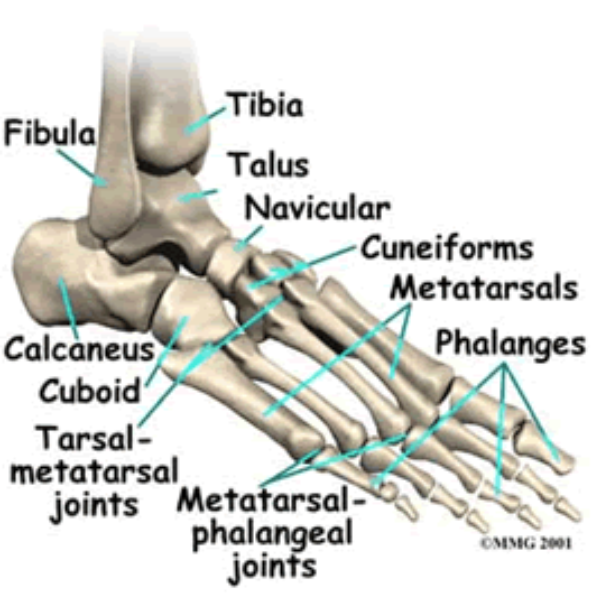 Tibia
Fibula
Talus
Navicular
Cuneiforms
Metatarsals
Phalanges
Calcaneus
Cuboid
Tarsal-
metatarsal
joints
Metatarsal-
phalangeal
joints
©MMG 2001